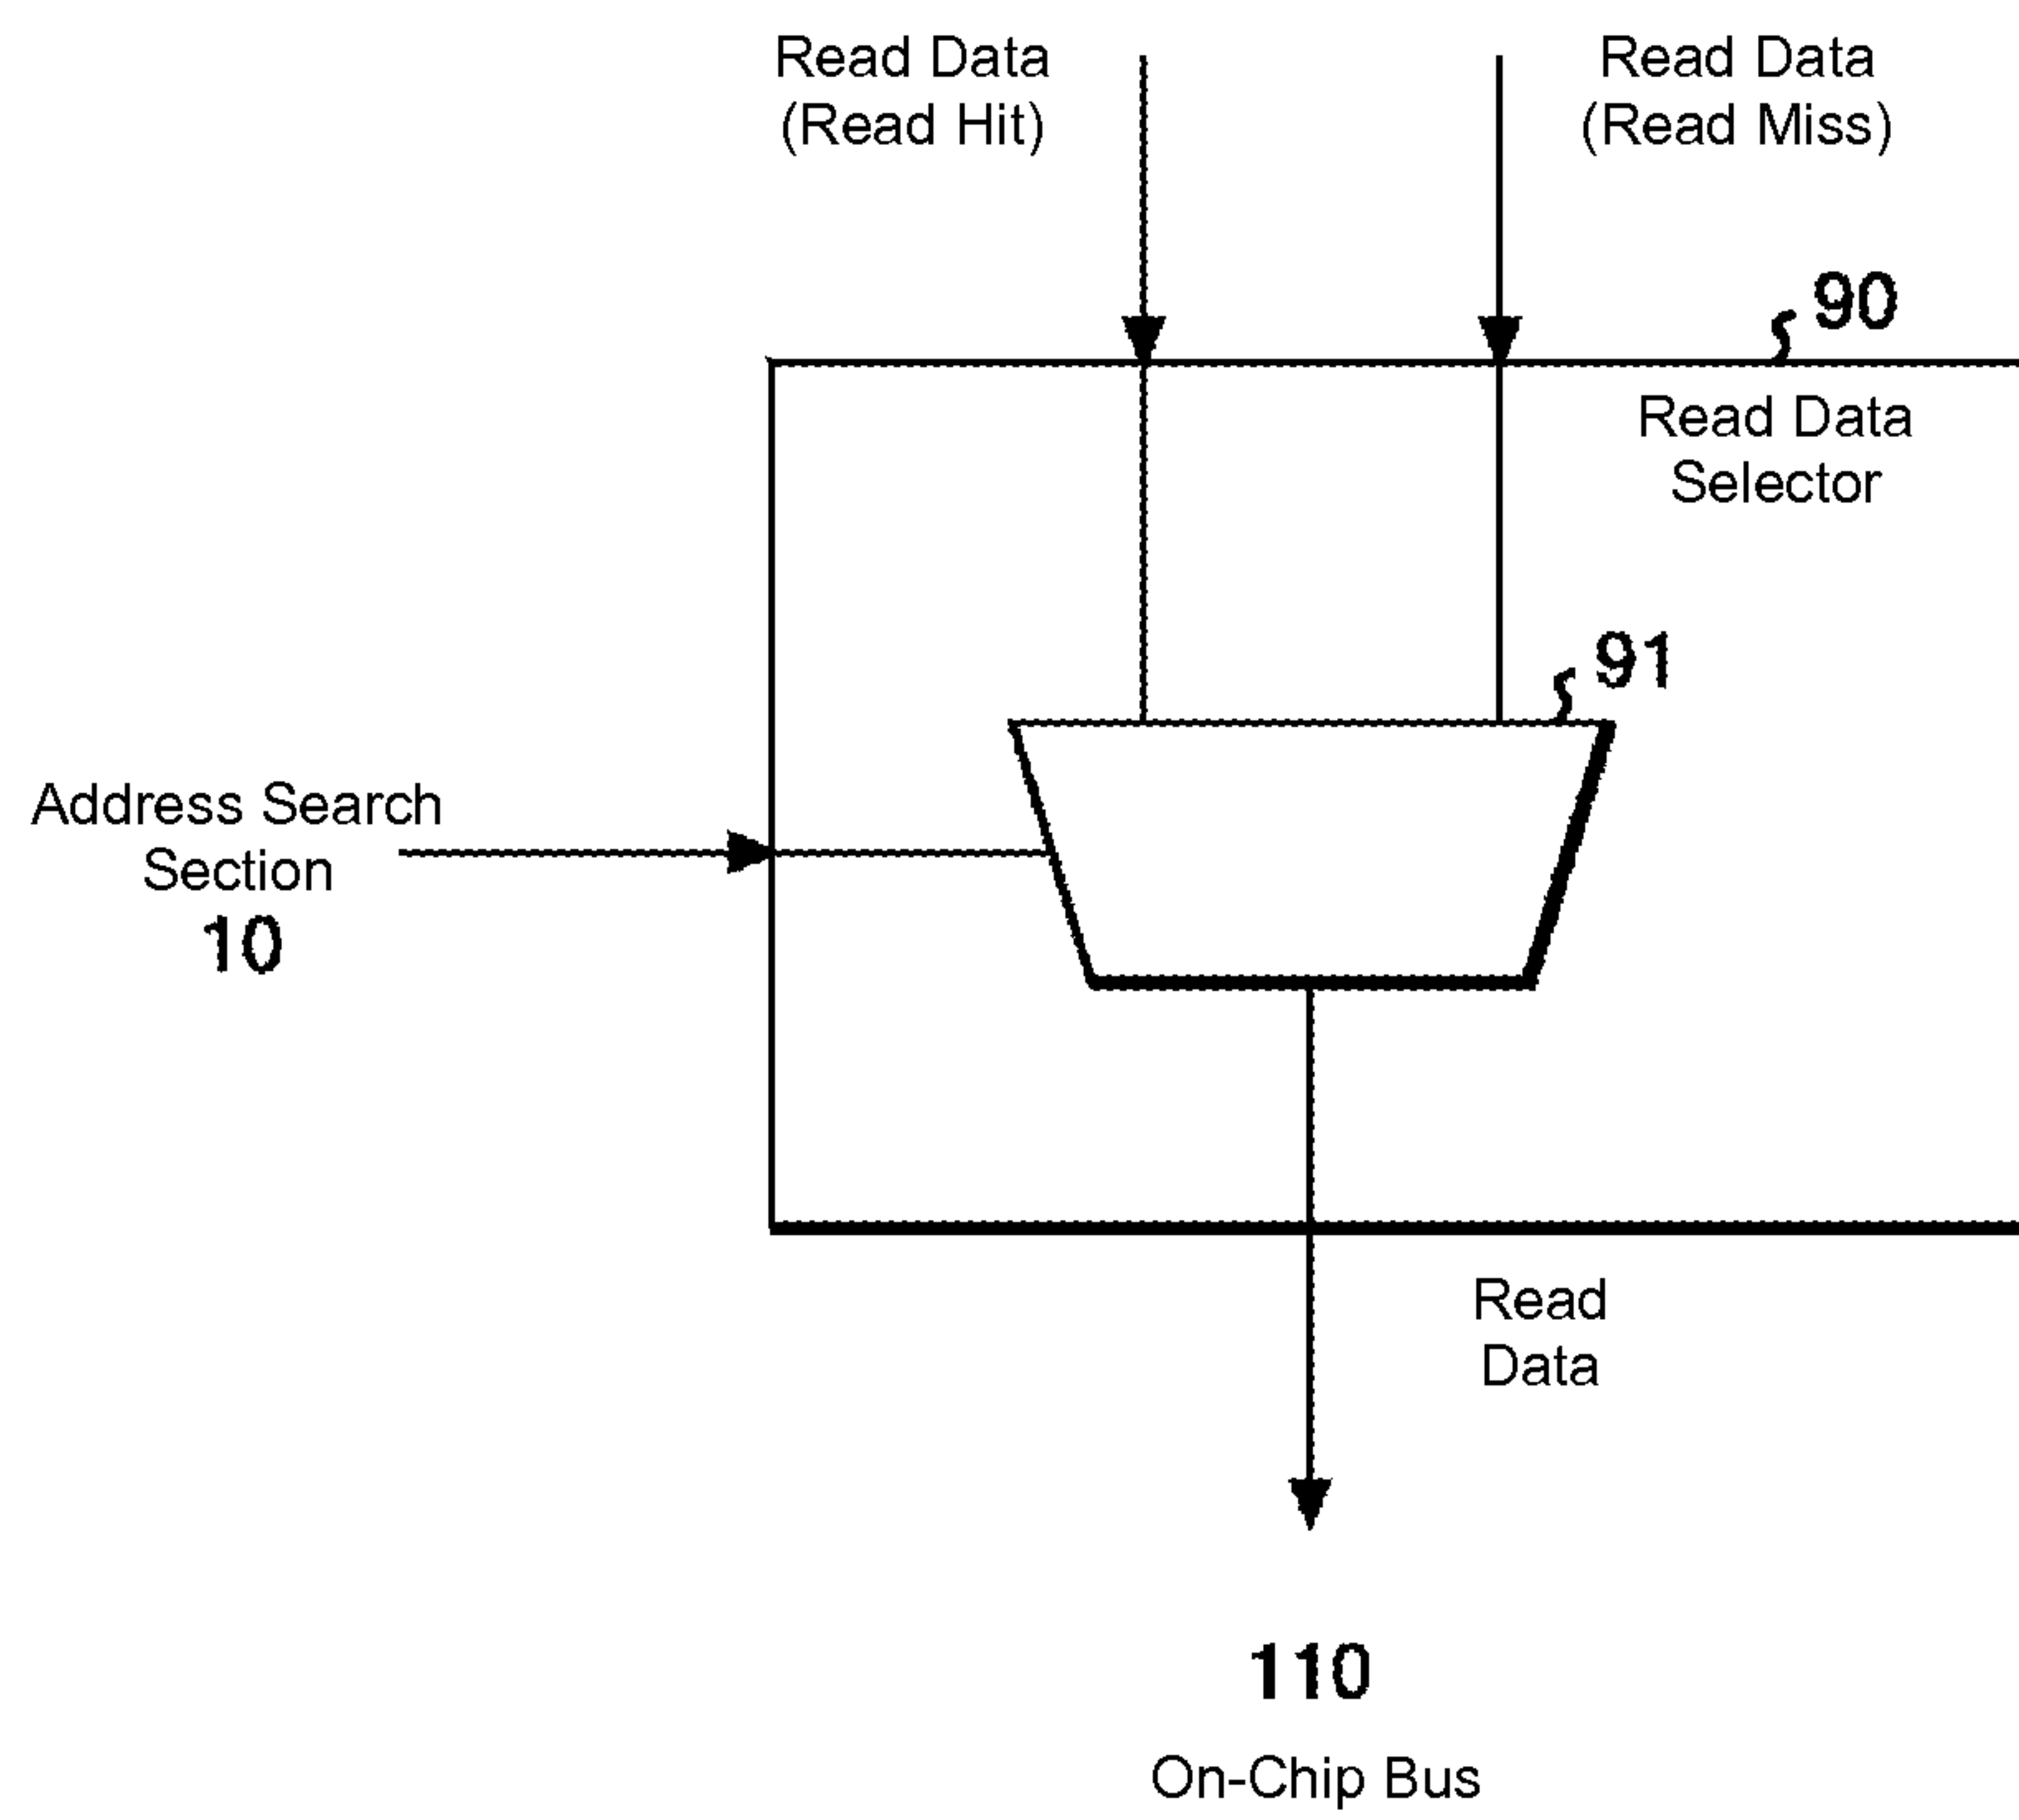 Read Data
(Read Hit)
Read Data
(Read Miss)
90
Read Data
Selector
91
Address Search
Section
10
Read
Data
110
On-Chip Bus